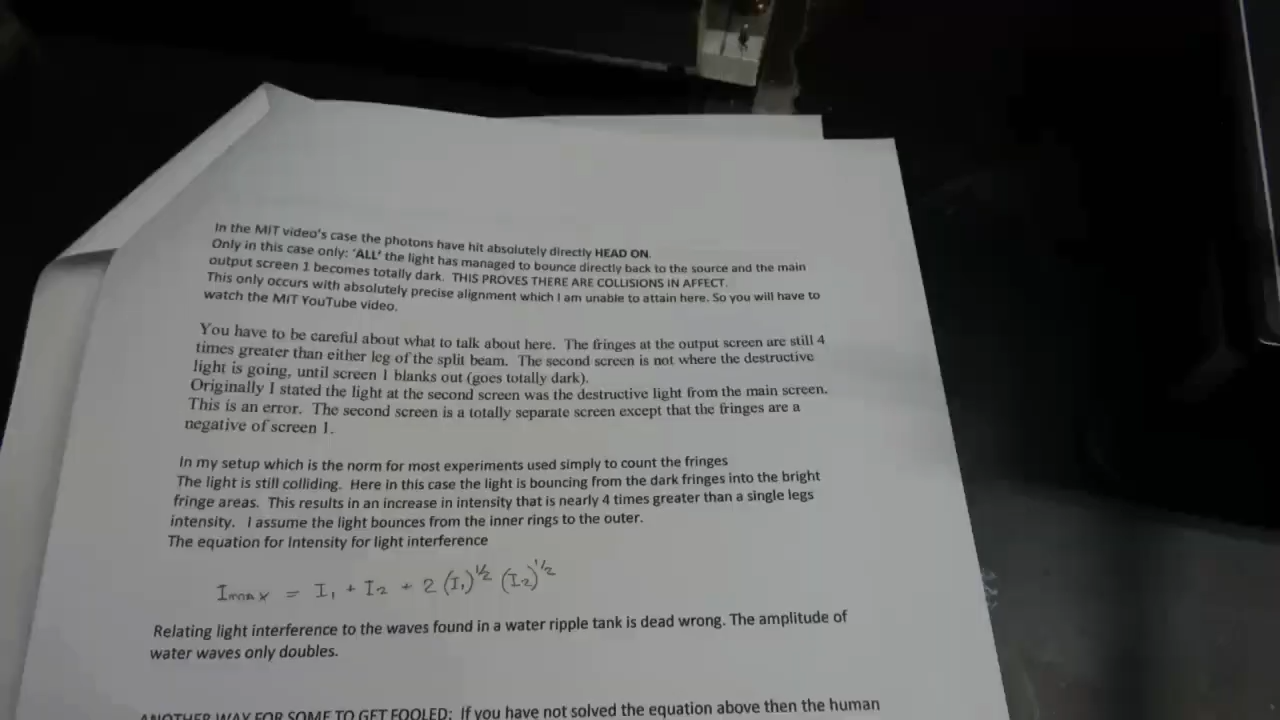 In the MIT video's case the photons have hit absolutely directly HEAD ON.
Only in this case only: 'ALL' the light has managed to bounce directly back to the source and the main
output screen 1 becomes totally dark. THIS PROVES THERE ARE COLLISIONS IN AFFECT.
This only occurs with absolutely precise alignment which I am unable to attain here. So you will have to
watch the MIT YouTube video.
You have to be careful about what to talk about here. The fringes at the output screen are still 4
times greater than either leg of the split beam. The second screen is not where the destructive
light is going, until screen 1 blanks out (goes totally dark).
Originally I stated the light at the second screen was the destructive light from the main screen.
This is an error. The second screen is a totally separate screen except that the fringes are a
negative of screen 1.
In my setup which is the norm for most experiments used simply to count the fringes
The light is still colliding. Here in this case the light is bouncing from the dark fringes into the bright
fringe areas. This results in an increase in intensity that is nearly 4 times greater than a single legs
intensity. I assume the light bounces from the inner rings to the outer.
The equation for Intensity for light interference
Imax = I₁ + I₂ + 2 (I₁)^1/2 (I₂)^1/2
Relating light interference to the waves found in a water ripple tank is dead wrong. The amplitude of
water waves only doubles.
ANOTHER WAY FOR SOME TO GET FOOLED: If you have not solved the equation above then the human